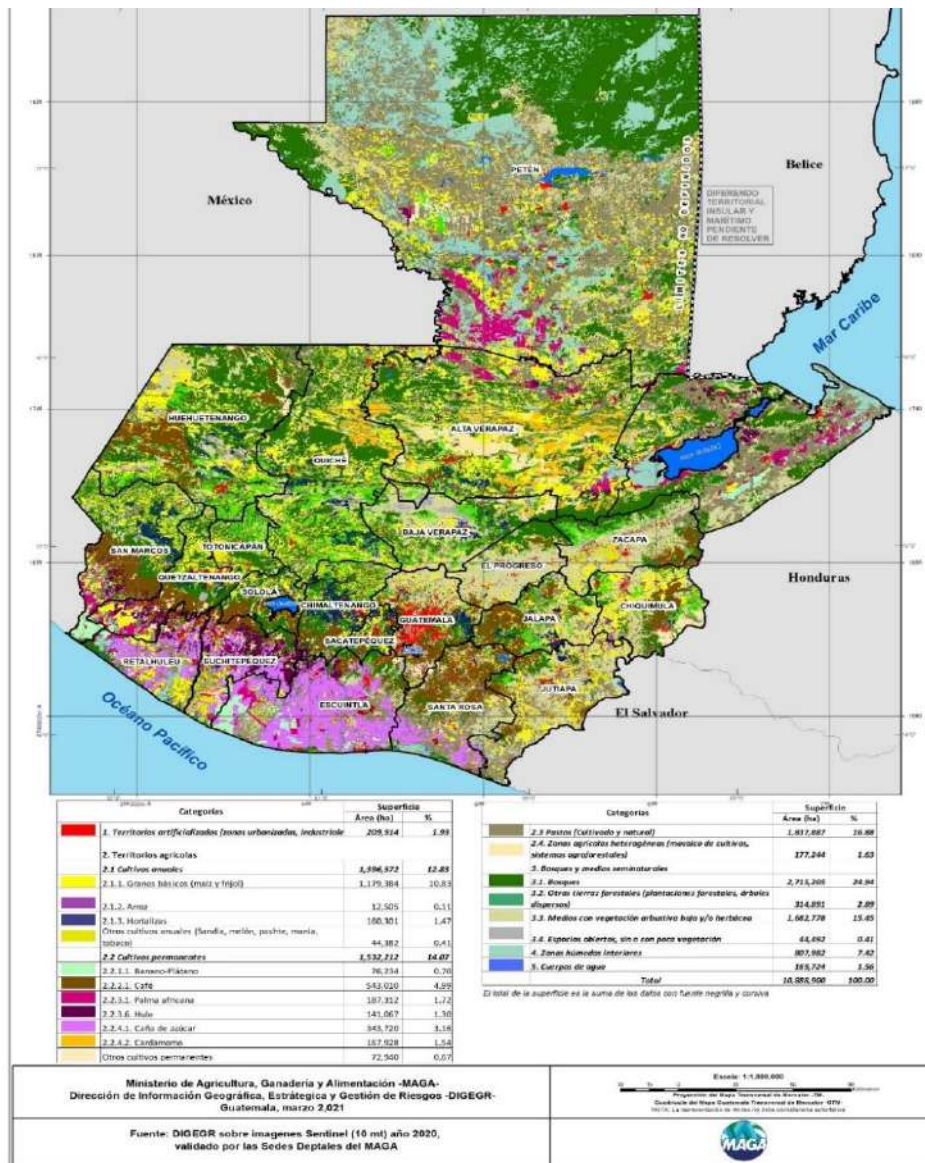 Belice
PETÉN
México
LIMITES NO DEFINIDOS
DIFERENDO
TERRITORIAL
INSULAR Y
MARÍTIMO
PENDIENTE
DE RESOLVER
Mar Caribe
HUEHUETENANGO
ALTA VERAPAZ
QUICHÉ
BAJA VERAPAZ
ZACAPA
SAN MARCOS
TOTONICAPÁN
EL PROGRESO
QUETZALTENANGO
Honduras
SOLOLÁ
CHIMALTENANGO
GUATEMALA
JALAPA
CHIQUIMULA
SACATEPÉQUEZ
RETALHULEU
SUCHITEPÉQUEZ
ESCUINTLA
SANTA ROSA
JUTIAPA
El Salvador
Océano Pacífico
Categorías Superficie
Área (ha) %
1. Territorios artificializados (zonas urbanizadas, industriale 209,914 1.93
2. Territorios agrícolas
2.1 Cultivos anuales 1,396,572 12.83
2.1.1. Granos básicos (maíz y frijol) 1,179,384 10.83
2.1.2. Arroz 12,505 0.11
2.1.3. Hortalizas 160,301 1.47
Otros cultivos anuales (Sandía, melón, pashte, manía,
tabaco) 44,382 0.41
2.2 Cultivos permanentes 1,532,212 14.07
2.2.1.1. Banano-Plátano 76,234 0.70
2.2.2.1. Café 543,010 4.99
2.2.3.1. Palma africana 187,312 1.72
2.2.3.6. Hule 141,067 1.30
2.2.4.1. Caña de azúcar 343,720 3.16
2.2.4.2. Cardamomo 167,928 1.54
Otros cultivos permanentes 72,940 0.67
Categorías Superficie
Área (ha) %
2.3 Pastos (Cultivado y natural) 1,837,887 16.88
2.4. Zonas agrícolas heterogéneas (mosaico de cultivos,
sistemas agroforestales) 177,244 1.63
3. Bosques y medios seminaturales
3.1. Bosques 2,715,205 24.94
3.2. Otras tierras forestales (plantaciones forestales, árboles
dispersos) 314,891 2.89
3.3. Medios con vegetación arbustiva baja y/o herbácea 1,682,778 15.45
3.4. Espacios abiertos, sin o con poca vegetación 44,492 0.41
4. Zonas húmedas interiores 807,982 7.42
5. Cuerpos de agua 169,724 1.56
Total 10,888,900 100.00
El total de la superficie es la suma de los datos con fuente negrilla y cursiva
Ministerio de Agricultura, Ganadería y Alimentación -MAGA-
Dirección de Información Geográfica, Estratégica y Gestión de Riesgos -DIGEGR-
Guatemala, marzo 2,021
Fuente: DIGEGR sobre imagenes Sentinel (10 mt) año 2020,
validado por las Sedes Deptales del MAGA
MAGA